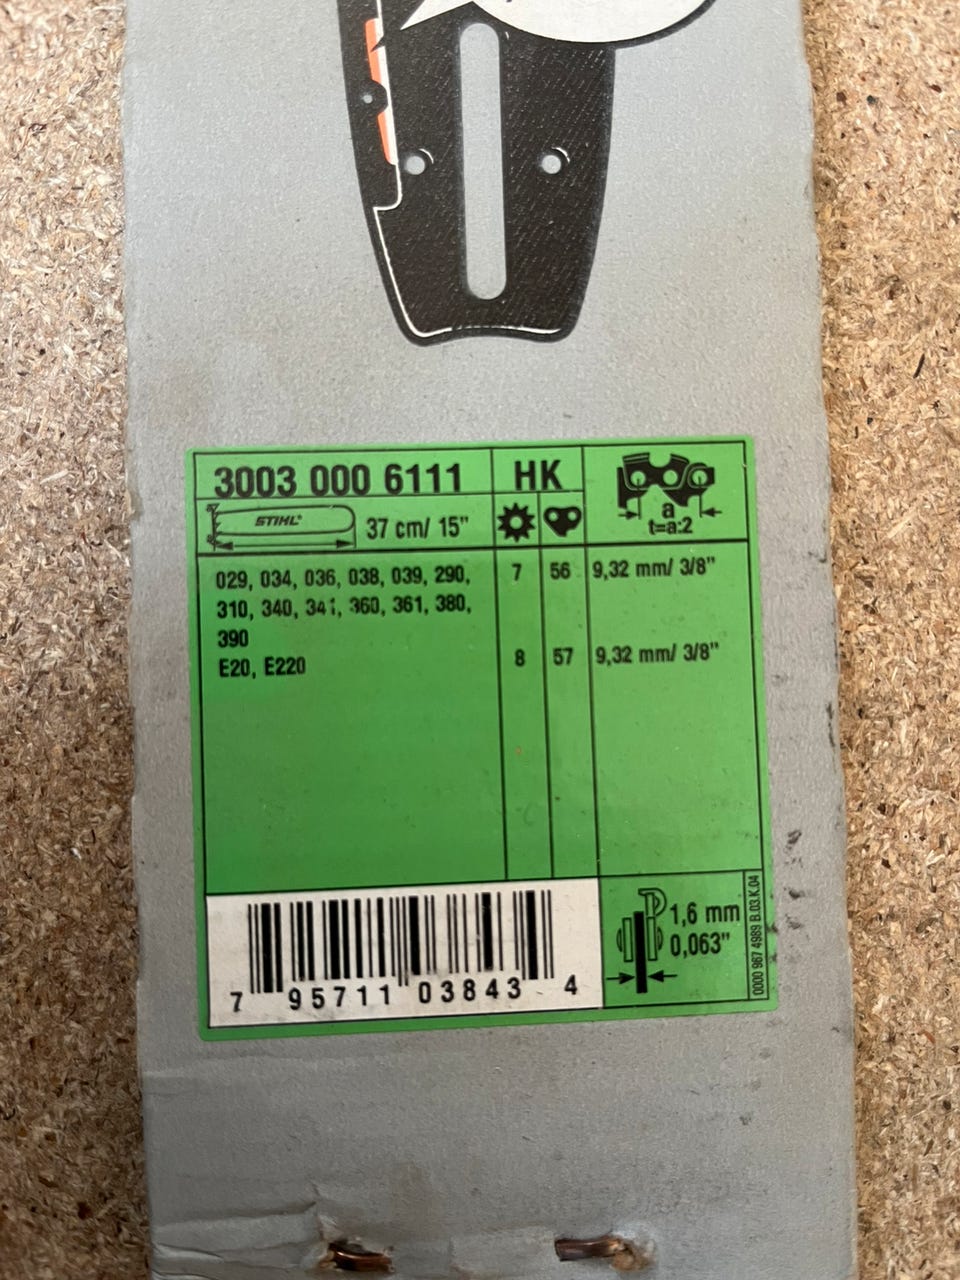 3003 000 6111 HK
STIHL® 37 cm/ 15" a
t=a:2
029, 034, 036, 038, 039, 290, 7 56 9,32 mm/ 3/8"
310, 340, 341, 360, 361, 380,
390
E20, E220 8 57 9,32 mm/ 3/8"
1,6 mm
0,063"
7 95711 03843 4
0000 967 4989 B.03.K.04